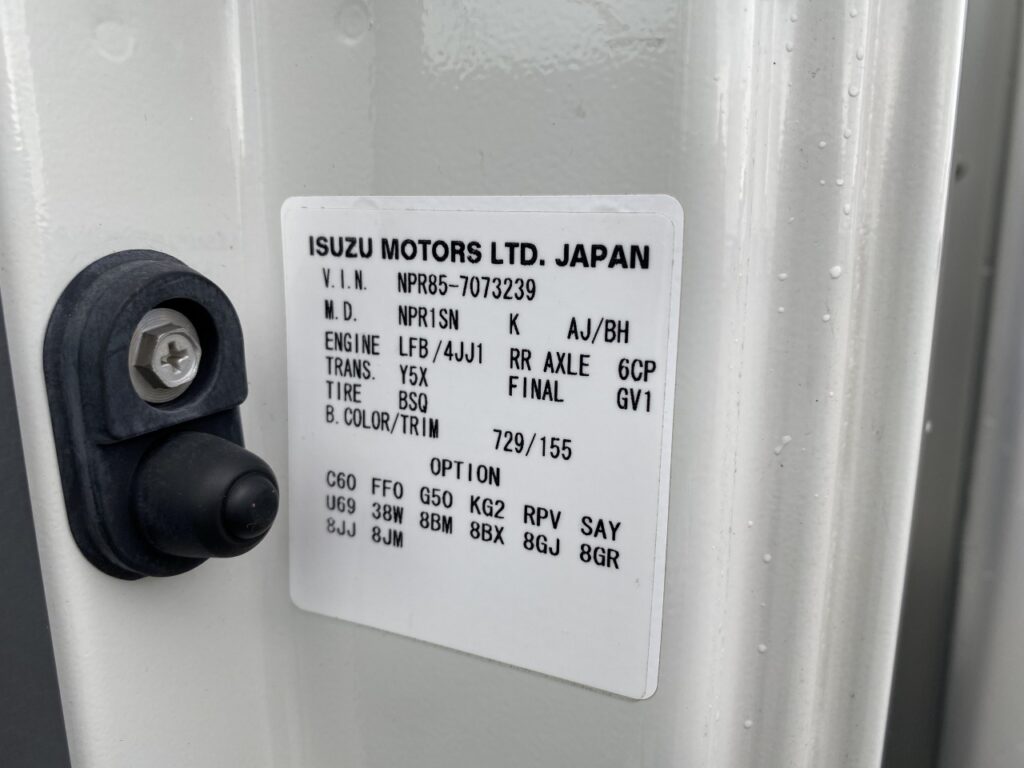 ISUZU MOTORS LTD. JAPAN
V.I.N. NPR85-7073239
M.D. NPR1SN K AJ/BH
ENGINE LFB/4JJ1 RR AXLE 6CP
TRANS. Y5X FINAL GV1
TIRE BSQ
B.COLOR/TRIM 729/155
OPTION
C60 FF0 G50 KG2 RPV SAY
U69 38W 8BM 8BX 8GJ 8GR
8JJ 8JM